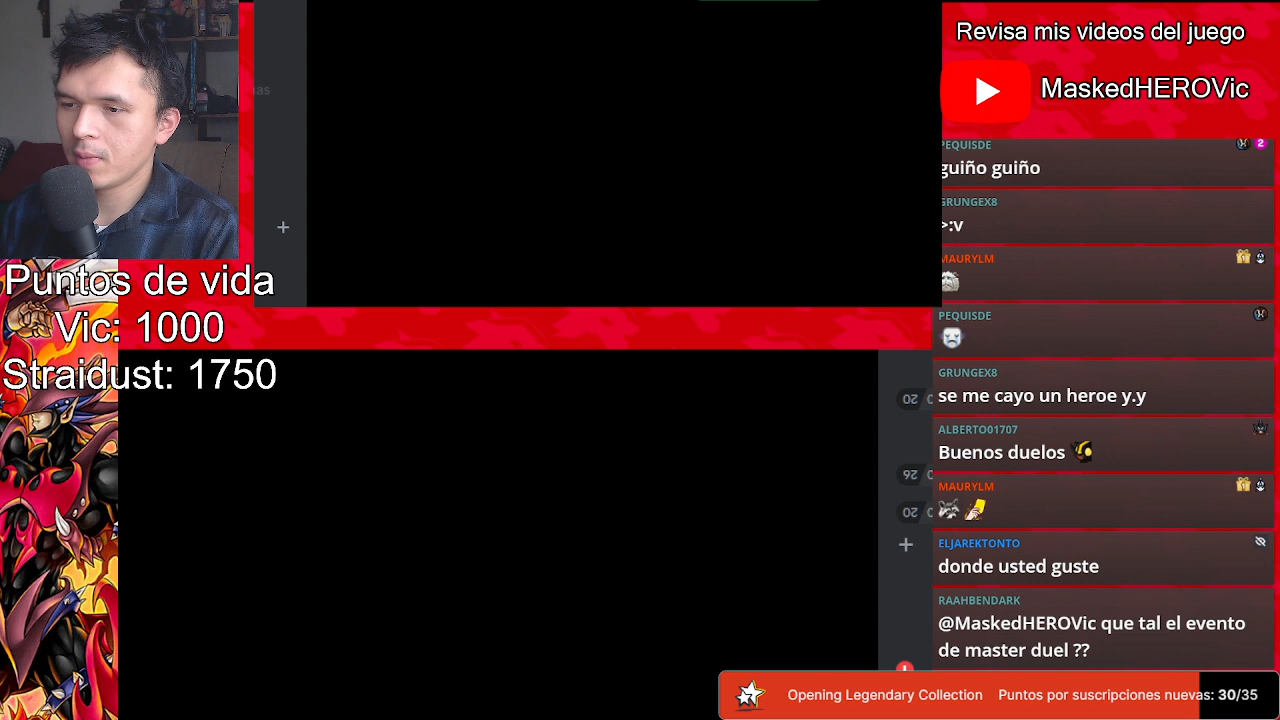 Revisa mis videos del juego
MaskedHEROVic
PEQUISDE
2
guiño guiño
GRUNGEX8
>:v
MAURYLM
PEQUISDE
GRUNGEX8
se me cayo un heroe y.y
ALBERTO01707
Buenos duelos
MAURYLM
ELJAREKTONTO
donde usted guste
RAAHBENDARK
@MaskedHEROVic que tal el evento
de master duel ??
Puntos de vida
Vic: 1000
Straidust: 1750
Opening Legendary Collection Puntos por suscripciones nuevas: 30/35